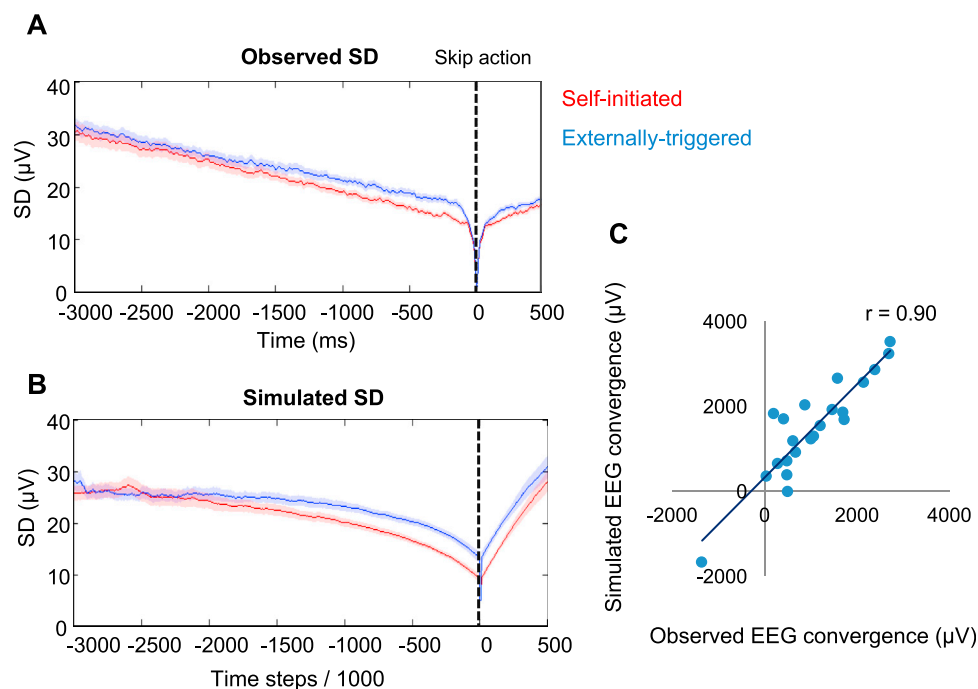 A
Observed SD
Skip action
Self-initiated
Externally-triggered
40
30
20
10
0
SD (µV)
-3000 -2500 -2000 -1500 -1000 -500 0 500
Time (ms)
B
Simulated SD
40
30
20
10
0
SD (µV)
-3000 -2500 -2000 -1500 -1000 -500 0 500
Time steps / 1000
C
r = 0.90
4000
2000
0
-2000
Simulated EEG convergence (µV)
-2000 0 2000 4000
Observed EEG convergence (µV)